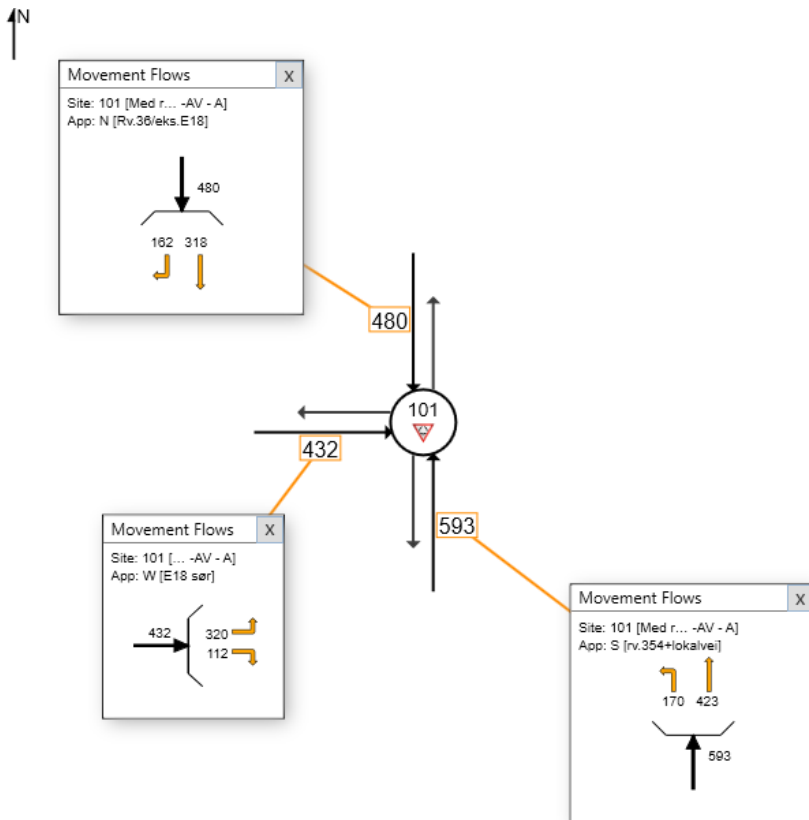 N
Movement Flows X
Site: 101 [Med r... -AV - A]
App: N [Rv.36/eks.E18]
480
162 318
480
101
432
593
Movement Flows X
Site: 101 [... -AV - A]
App: W [E18 sør]
432 320
112
Movement Flows X
Site: 101 [Med r... -AV - A]
App: S [rv.354+lokalvei]
170 423
593